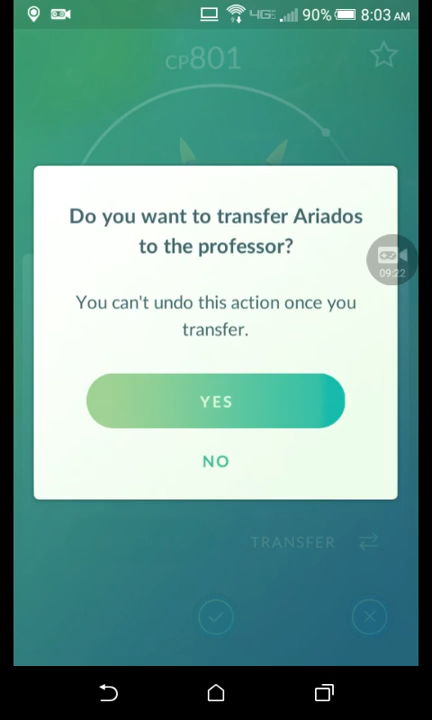 4GE 90% 8:03 AM
CP801
Do you want to transfer Ariados
to the professor?
09:22
You can't undo this action once you
transfer.
YES
NO
TRANSFER